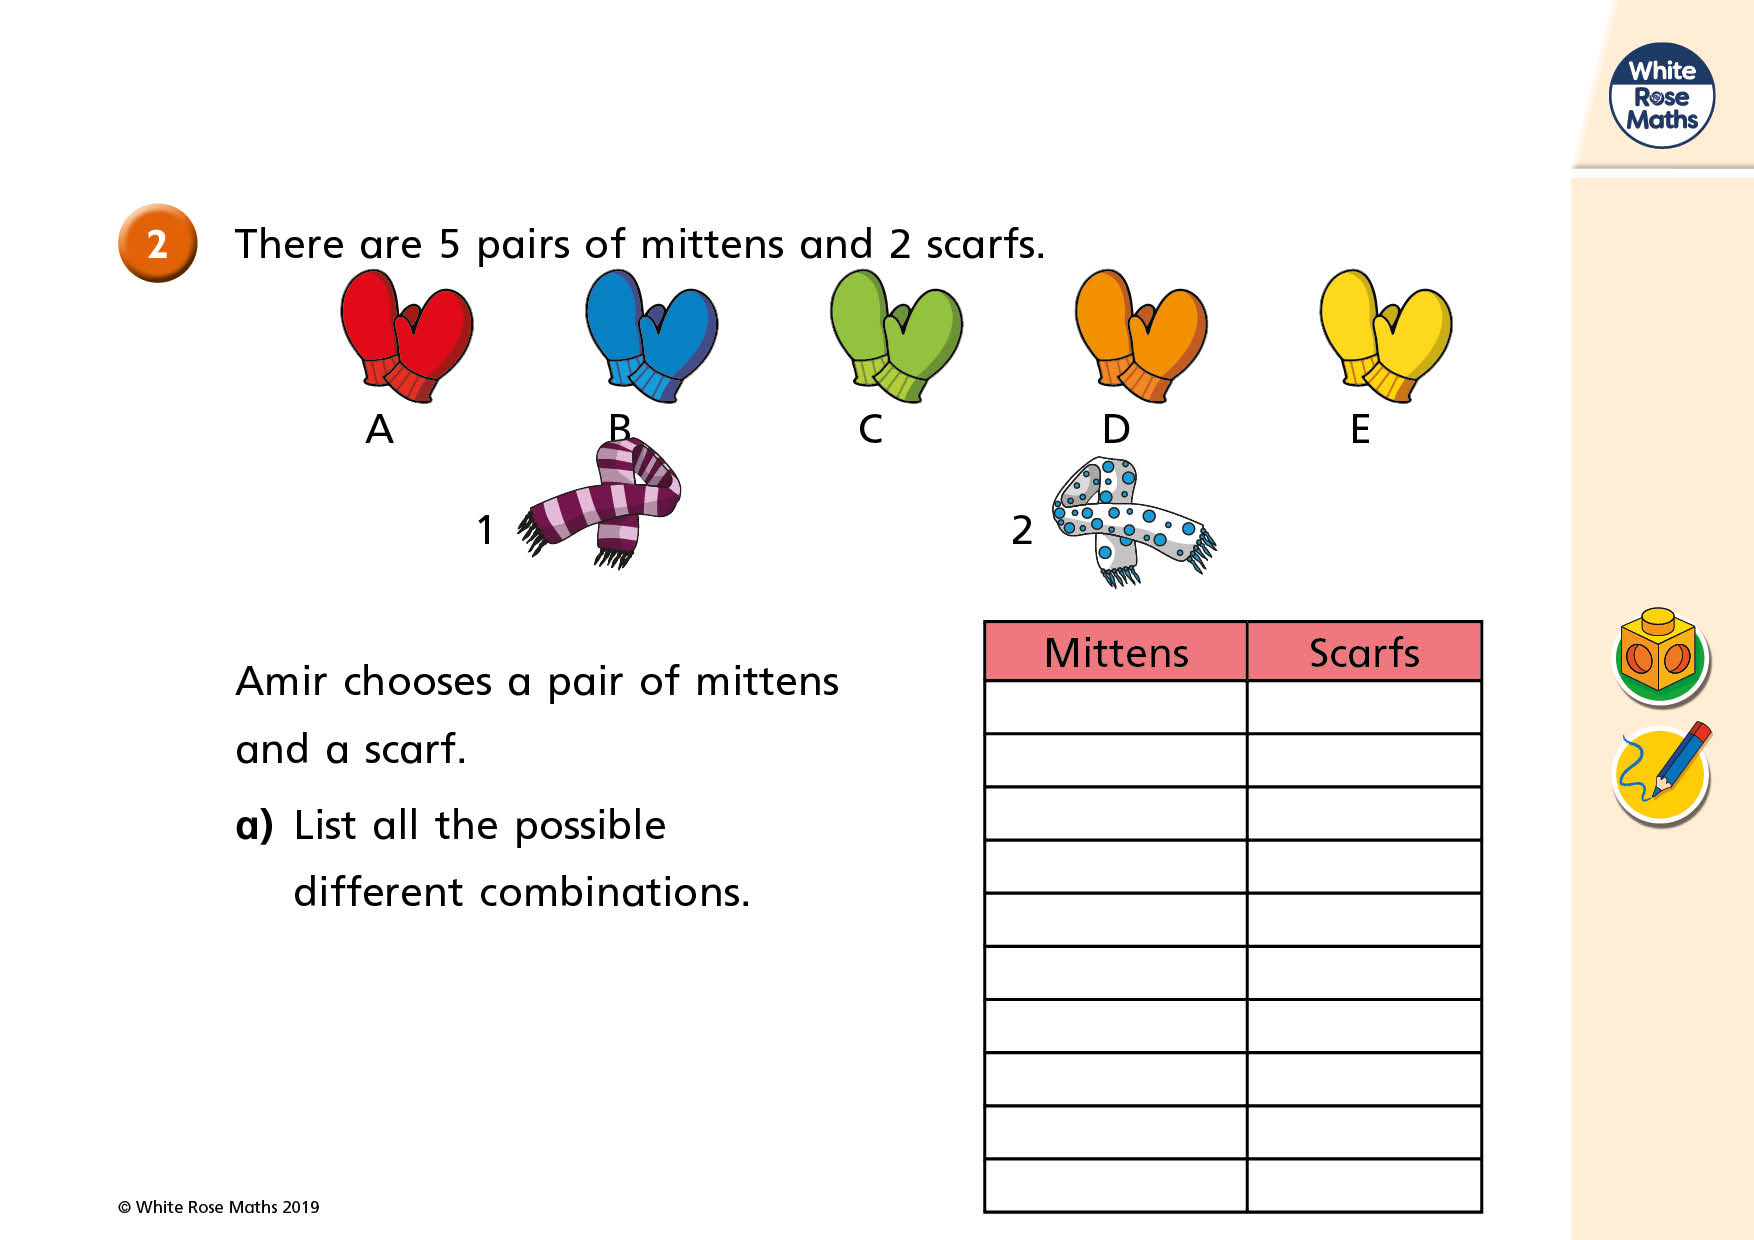 White
Rose
Maths
2 There are 5 pairs of mittens and 2 scarfs.
A B C D E
1 2
Amir chooses a pair of mittens
and a scarf.
a) List all the possible
different combinations.
Mittens Scarfs
© White Rose Maths 2019